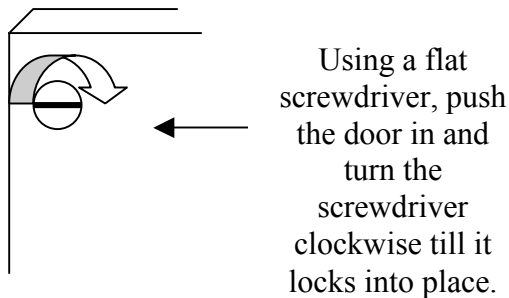 Using a flat
screwdriver, push
the door in and
turn the
screwdriver
clockwise till it
locks into place.